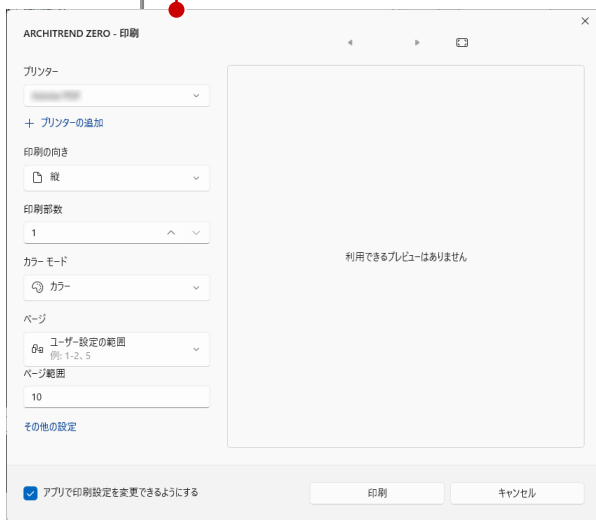 ARCHITREND ZERO - 印刷
プリンター
プリンターの追加
印刷の向き
縦
印刷部数
1
カラー モード
カラー
ページ
ユーザー設定の範囲
例: 1-2、5
ページ範囲
10
その他の設定
利用できるプレビューはありません
アプリで印刷設定を変更できるようにする
印刷
キャンセル